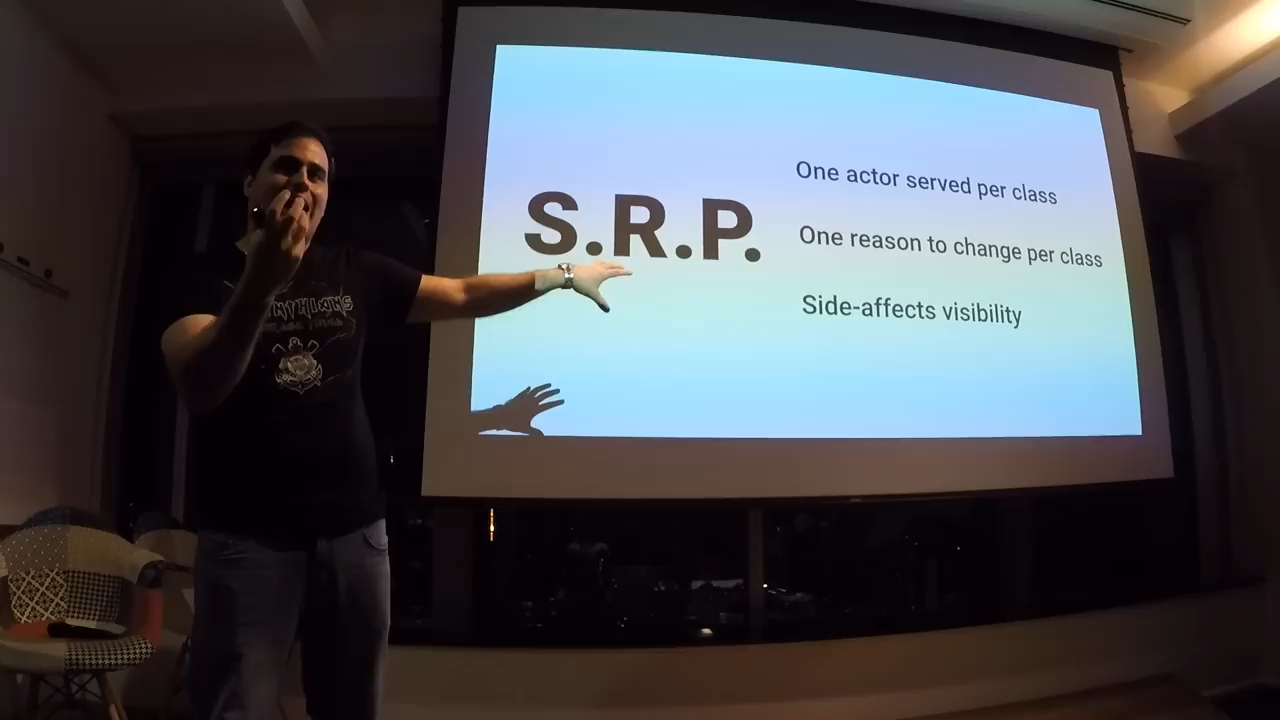 S.R.P.
One actor served per class
One reason to change per class
Side-affects visibility